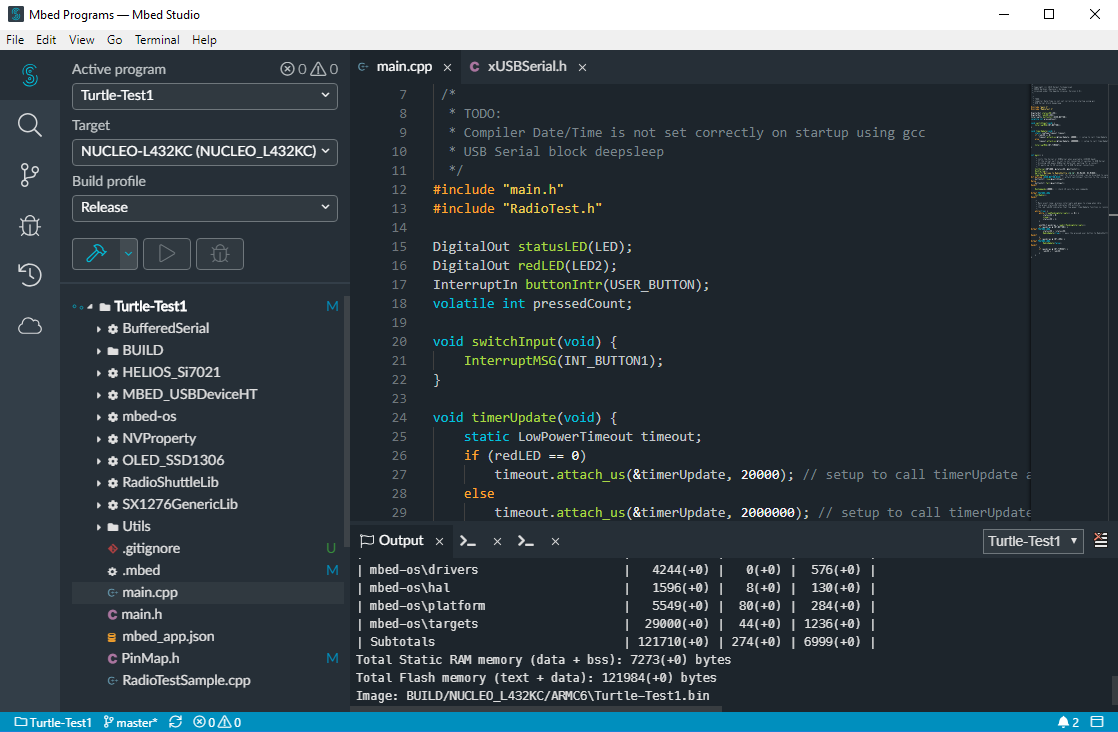 Mbed Programs — Mbed Studio
File Edit View Go Terminal Help
Active program 0 0
Turtle-Test1
Target
NUCLEO-L432KC (NUCLEO_L432KC)
Build profile
Release
Turtle-Test1 M
BufferedSerial
BUILD
HELIOS_Si7021
MBED_USBDeviceHT
mbed-os
NVProperty
OLED_SSD1306
RadioShuttleLib
SX1276GenericLib
Utils
.gitignore U
.mbed M
main.cpp
main.h
mbed_app.json
PinMap.h M
RadioTestSample.cpp
main.cpp × C xUSBSerial.h ×
7 /*
8 * TODO:
9 * Compiler Date/Time is not set correctly on startup using gcc
10 * USB Serial block deepsleep
11 */
12 #include "main.h"
13 #include "RadioTest.h"
14
15 DigitalOut statusLED(LED);
16 DigitalOut redLED(LED2);
17 InterruptIn buttonIntr(USER_BUTTON);
18 volatile int pressedCount;
19
20 void switchInput(void) {
21 InterruptMSG(INT_BUTTON1);
22 }
23
24 void timerUpdate(void) {
25 static LowPowerTimeout timeout;
26 if (redLED == 0)
27 timeout.attach_us(&timerUpdate, 20000); // setup to call timerUpdate a
28 else
29 timeout.attach_us(&timerUpdate, 2000000); // setup to call timerUpdate
Output × >_ × >_ × Turtle-Test1
| mbed-os\drivers | 4244(+0) | 0(+0) | 576(+0) |
| mbed-os\hal | 1596(+0) | 8(+0) | 130(+0) |
| mbed-os\platform | 5549(+0) | 80(+0) | 284(+0) |
| mbed-os\targets | 29000(+0) | 44(+0) | 1236(+0) |
| Subtotals | 121710(+0) | 274(+0) | 6999(+0) |
Total Static RAM memory (data + bss): 7273(+0) bytes
Total Flash memory (text + data): 121984(+0) bytes
Image: BUILD/NUCLEO_L432KC/ARMC6\Turtle-Test1.bin
Turtle-Test1 master* 0 0 2